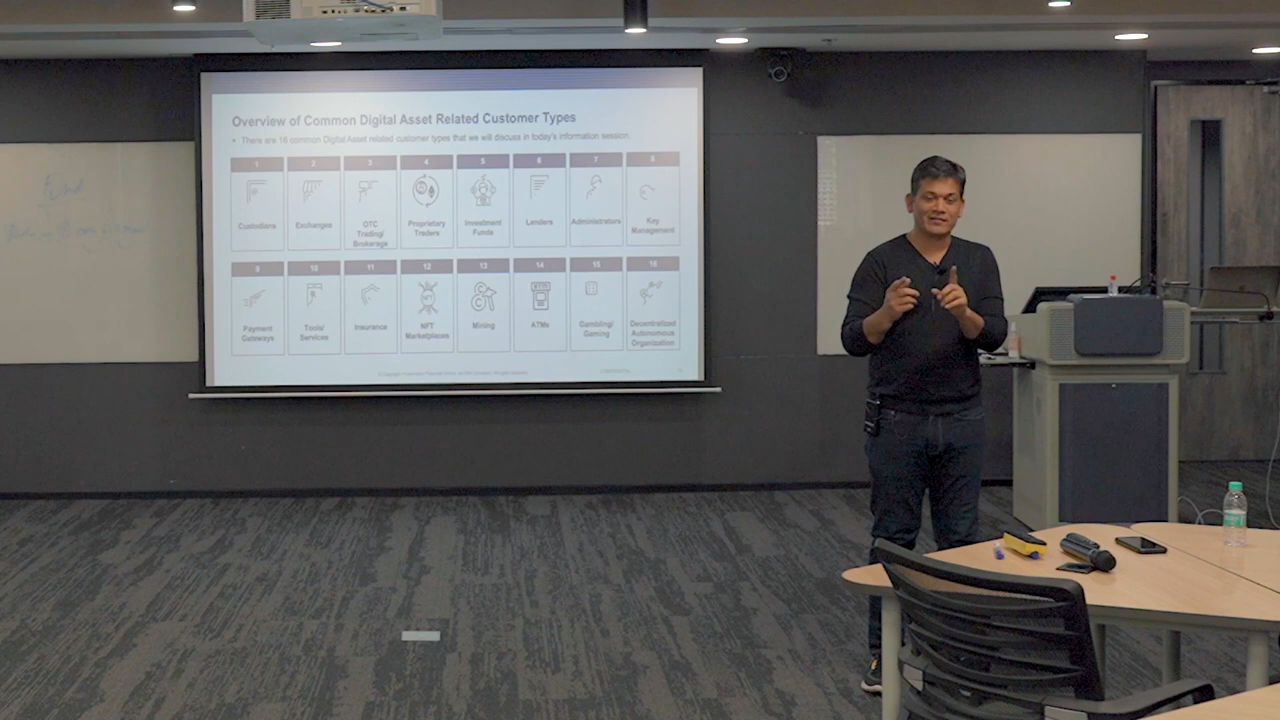 Overview of Common Digital Asset Related Customer Types
• There are 16 common Digital Asset related customer types that we will discuss in today's information session.
1 2 3 4 5 6 7 8
Custodians
Exchanges
OTC
Trading/
Brokerage
Proprietary
Traders
Investment
Funds
Lenders
Administrators
Key
Management
9 10 11 12 13 14 15 16
Payment
Gateways
Tools/
Services
Insurance
NFT
NFT
Marketplaces
Mining
ATM
ATMs
Gambling/
Gaming
Decentralized
Autonomous
Organization